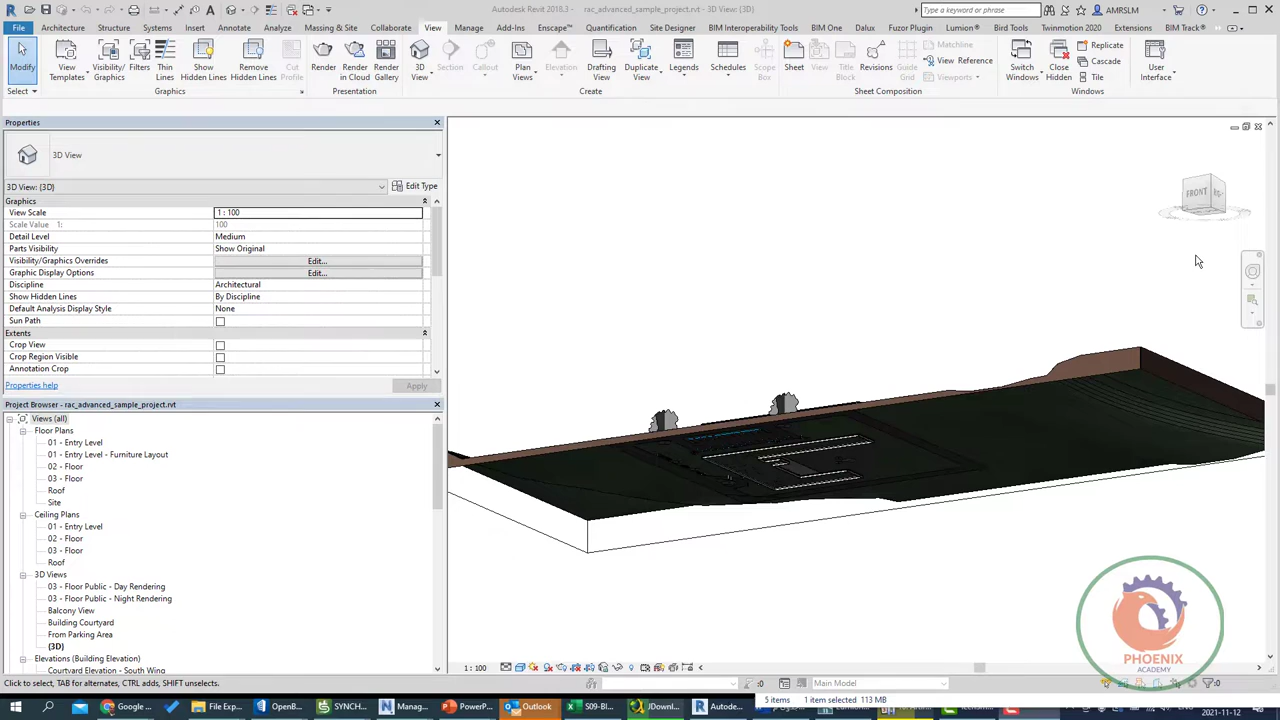 Autodesk Revit 2018.3 - rac_advanced_sample_project.rvt - 3D View: {3D}
Type a keyword or phrase
AMRSLM
File Architecture Systems Insert Annotate Analyze View Manage Add-Ins Enscape™ Quantification Site Designer BIM Interoperability Tools BIM One Dalux Fuzor Plugin Lumion® Bird Tools Twinmotion 2020 Extensions BIM Track®
Modify
View Templates
Filters
Thin Lines
Show Hidden Lines
Remove Hidden Lines
Cut Profile
Render
Render in Cloud
Render Gallery
3D View
Section
Callout
Plan Views
Elevation
Drafting View
Duplicate View
Legends
Schedules
Scope Box
Sheet
View
Title Block
Revisions
Guide Grid
Matchline
View Reference
Viewports
Switch Windows
Close Hidden
Replicate
Cascade
Tile
User Interface
Select Graphics Presentation Create Sheet Composition Windows
Properties
3D View
3D View: {3D} Edit Type
Graphics
View Scale 1 : 100
Scale Value 1: 100
Detail Level Medium
Parts Visibility Show Original
Visibility/Graphics Overrides Edit...
Graphic Display Options Edit...
Discipline Architectural
Show Hidden Lines By Discipline
Default Analysis Display Style None
Sun Path
Extents
Crop View
Crop Region Visible
Annotation Crop
Properties help Apply
Project Browser - rac_advanced_sample_project.rvt
Views (all)
Floor Plans
01 - Entry Level
01 - Entry Level - Furniture Layout
02 - Floor
03 - Floor
Roof
Site
Ceiling Plans
01 - Entry Level
02 - Floor
03 - Floor
Roof
3D Views
03 - Floor Public - Day Rendering
03 - Floor Public - Night Rendering
Balcony View
Building Courtyard
From Parking Area
{3D}
Elevations (Building Elevation)
Courtyard Elevation - South Wing
FRONT
PHOENIX
ACADEMY
1 : 100
Click to select, TAB for alternates, CTRL adds, SHIFT unselects.
:0 Main Model :0
5 items 1 item selected 113 MB
Manag... PowerP... Outlook S09-Bl... Downl... Autode...
2021-11-12